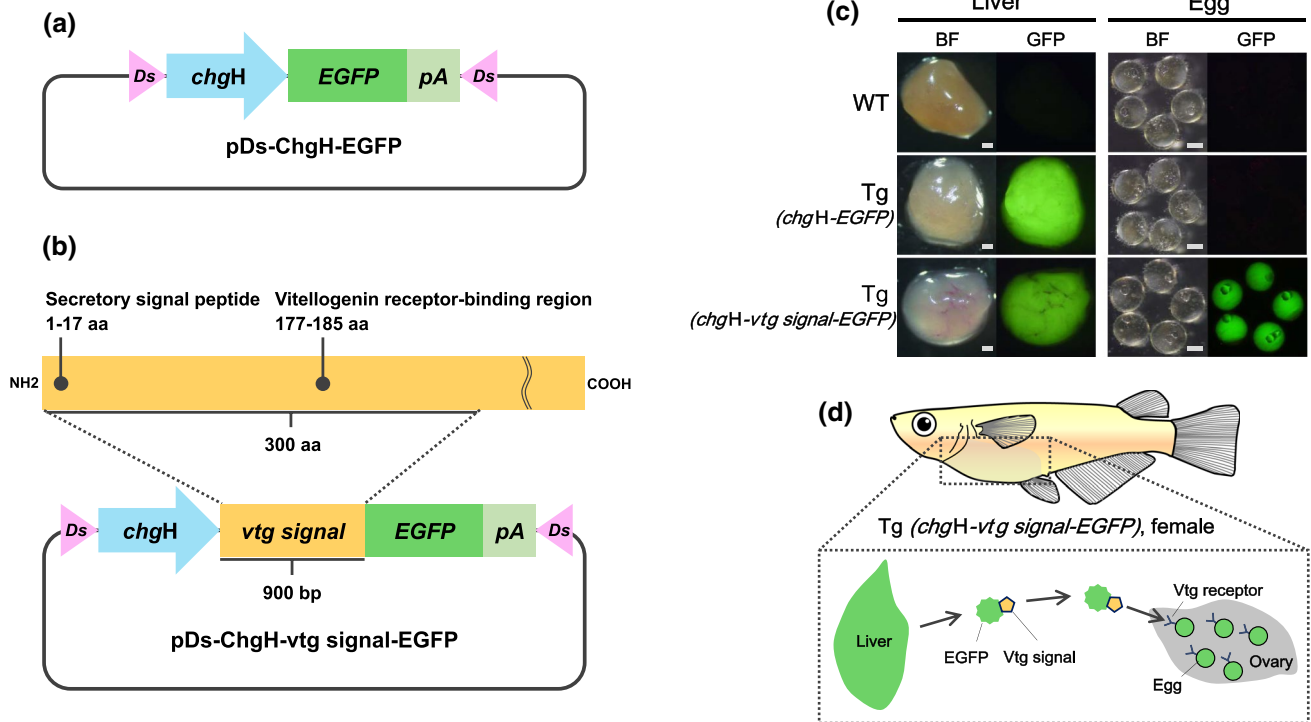 (a)
Ds chgH EGFP pA Ds
pDs-ChgH-EGFP
(b)
Secretory signal peptide
1-17 aa
Vitellogenin receptor-binding region
177-185 aa
NH2
COOH
300 aa
Ds chgH vtg signal EGFP pA Ds
900 bp
pDs-ChgH-vtg signal-EGFP
(c)
Liver Egg
BF GFP BF GFP
WT
Tg
(chgH-EGFP)
Tg
(chgH-vtg signal-EGFP)
(d)
Tg (chgH-vtg signal-EGFP), female
Vtg receptor
Liver
EGFP
Vtg signal
Egg
Ovary